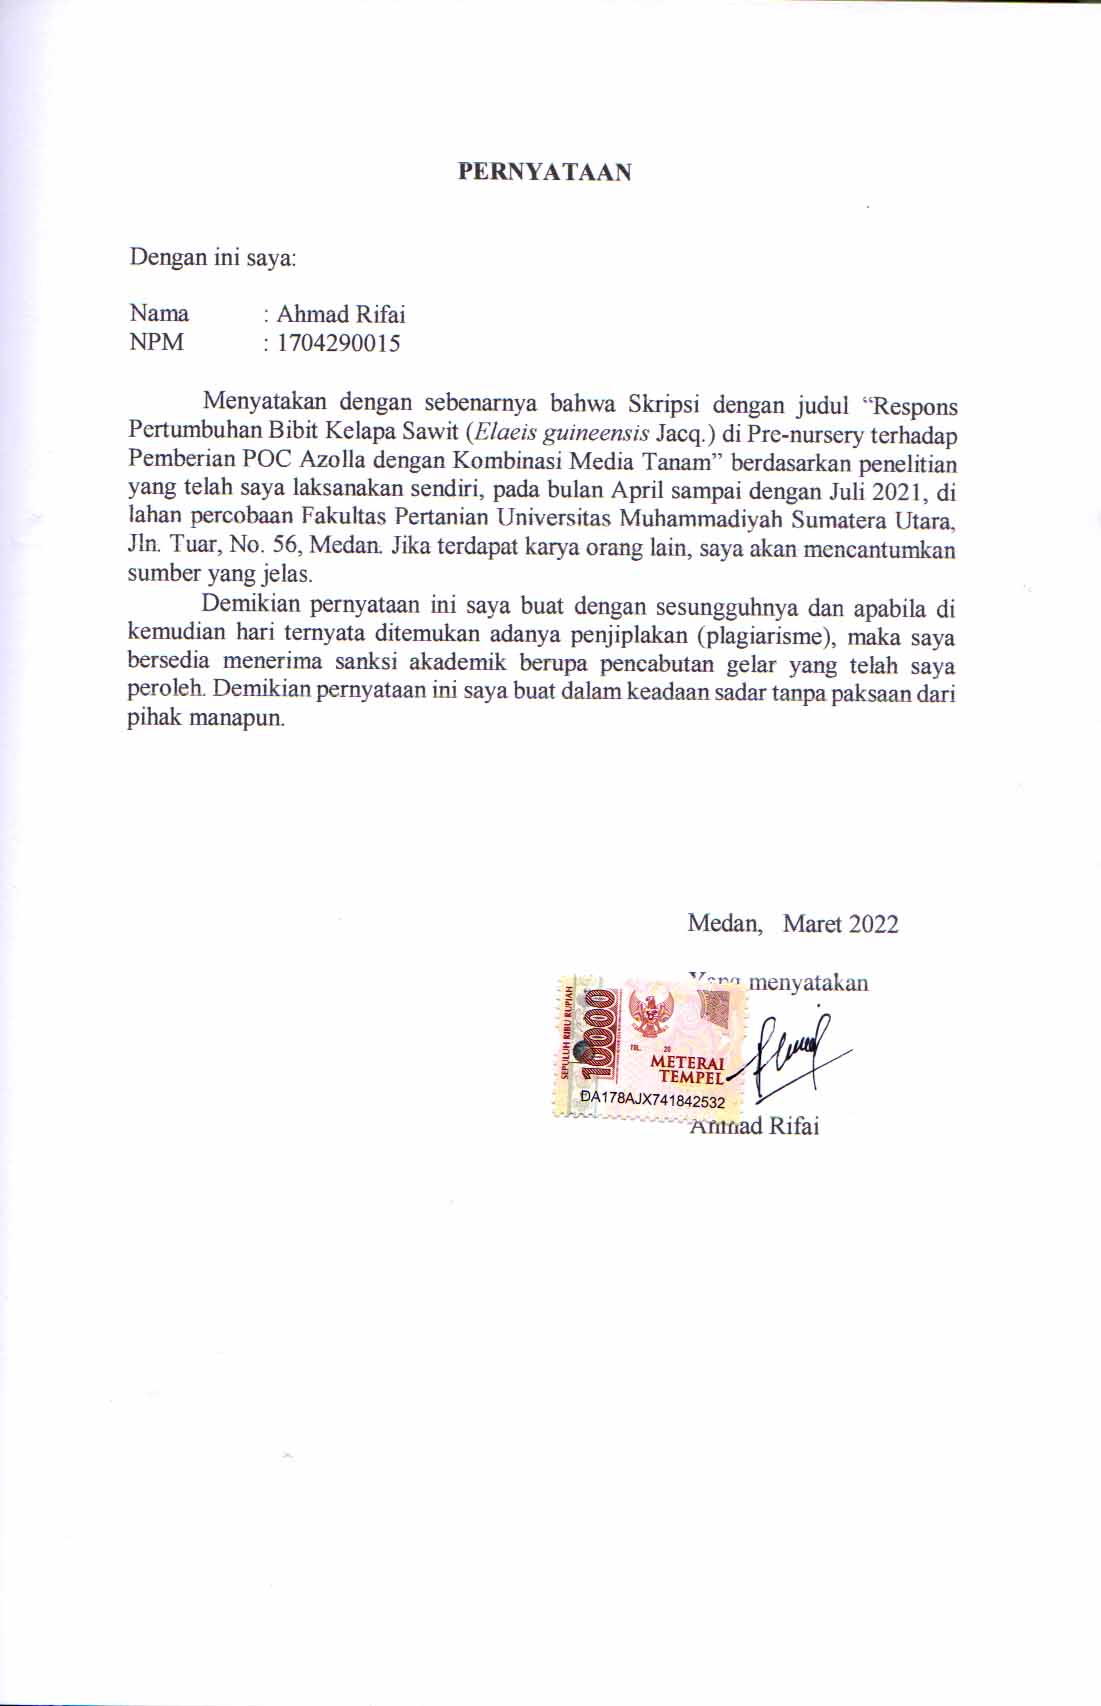 PERNYATAAN
Dengan ini saya:
Nama : Ahmad Rifai
NPM : 1704290015
Menyatakan dengan sebenarnya bahwa Skripsi dengan judul “Respons
Pertumbuhan Bibit Kelapa Sawit (Elaeis guineensis Jacq.) di Pre-nursery terhadap
Pemberian POC Azolla dengan Kombinasi Media Tanam” berdasarkan penelitian
yang telah saya laksanakan sendiri, pada bulan April sampai dengan Juli 2021, di
lahan percobaan Fakultas Pertanian Universitas Muhammadiyah Sumatera Utara,
Jln. Tuar, No. 56, Medan. Jika terdapat karya orang lain, saya akan mencantumkan
sumber yang jelas.
Demikian pernyataan ini saya buat dengan sesungguhnya dan apabila di
kemudian hari ternyata ditemukan adanya penjiplakan (plagiarisme), maka saya
bersedia menerima sanksi akademik berupa pencabutan gelar yang telah saya
peroleh. Demikian pernyataan ini saya buat dalam keadaan sadar tanpa paksaan dari
pihak manapun.
Medan, Maret 2022
Yang menyatakan
SEPULUH RIBU RUPIAH
10000
TGL. 20
METERAI
TEMPEL
DA178AJX741842532
Ahmad Rifai